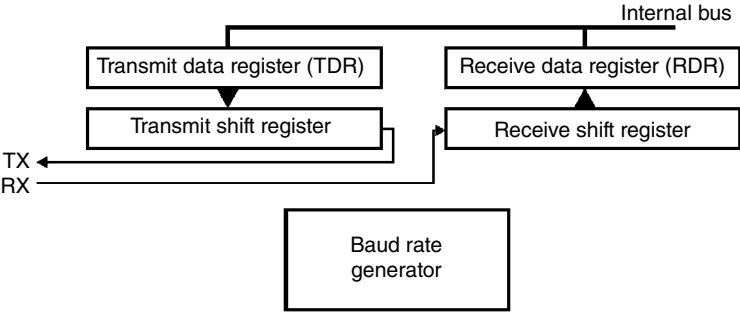 Internal bus
Transmit data register (TDR)
Receive data register (RDR)
Transmit shift register
Receive shift register
TX
RX
Baud rate
generator